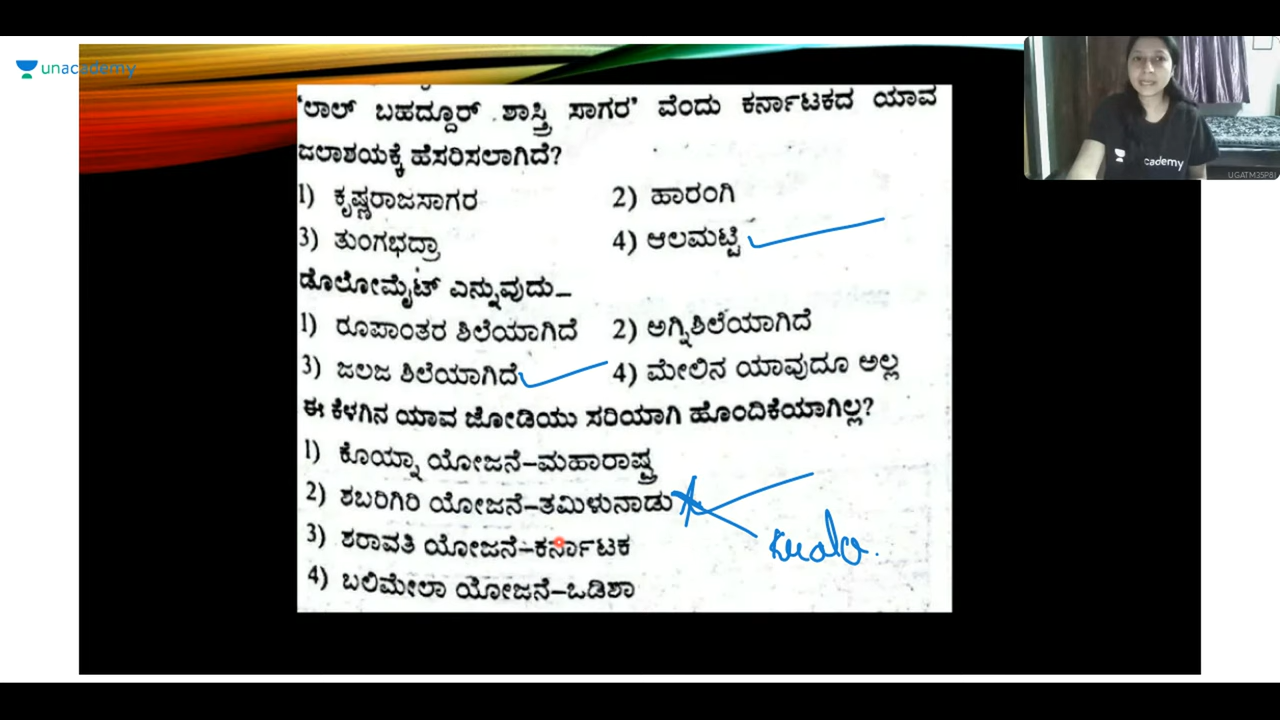 unacademy
'ಲಾಲ್ ಬಹದ್ದೂರ್ ಶಾಸ್ತ್ರಿ ಸಾಗರ' ವೆಂದು ಕರ್ನಾಟಕದ ಯಾವ
ಜಲಾಶಯಕ್ಕೆ ಹೆಸರಿಸಲಾಗಿದೆ?
1) ಕೃಷ್ಣರಾಜಸಾಗರ 2) ಹಾರಂಗಿ
3) ತುಂಗಭದ್ರಾ 4) ಆಲಮಟ್ಟಿ
ಡೊಲೋಮೈಟ್ ಎನ್ನುವುದು–
1) ರೂಪಾಂತರ ಶಿಲೆಯಾಗಿದೆ 2) ಅಗ್ನಿಶಿಲೆಯಾಗಿದೆ
3) ಜಲಜ ಶಿಲೆಯಾಗಿದೆ 4) ಮೇಲಿನ ಯಾವುದೂ ಅಲ್ಲ
ಈ ಕೆಳಗಿನ ಯಾವ ಜೋಡಿಯು ಸರಿಯಾಗಿ ಹೊಂದಿಕೆಯಾಗಿಲ್ಲ?
1) ಕೊಯ್ನಾ ಯೋಜನೆ–ಮಹಾರಾಷ್ಟ್ರ
2) ಶಬರಿಗಿರಿ ಯೋಜನೆ–ತಮಿಳುನಾಡು
3) ಶರಾವತಿ ಯೋಜನೆ–ಕರ್ನಾಟಕ
4) ಬಲಿಮೇಲಾ ಯೋಜನೆ–ಒಡಿಶಾ
cademy
UGATM35P8I